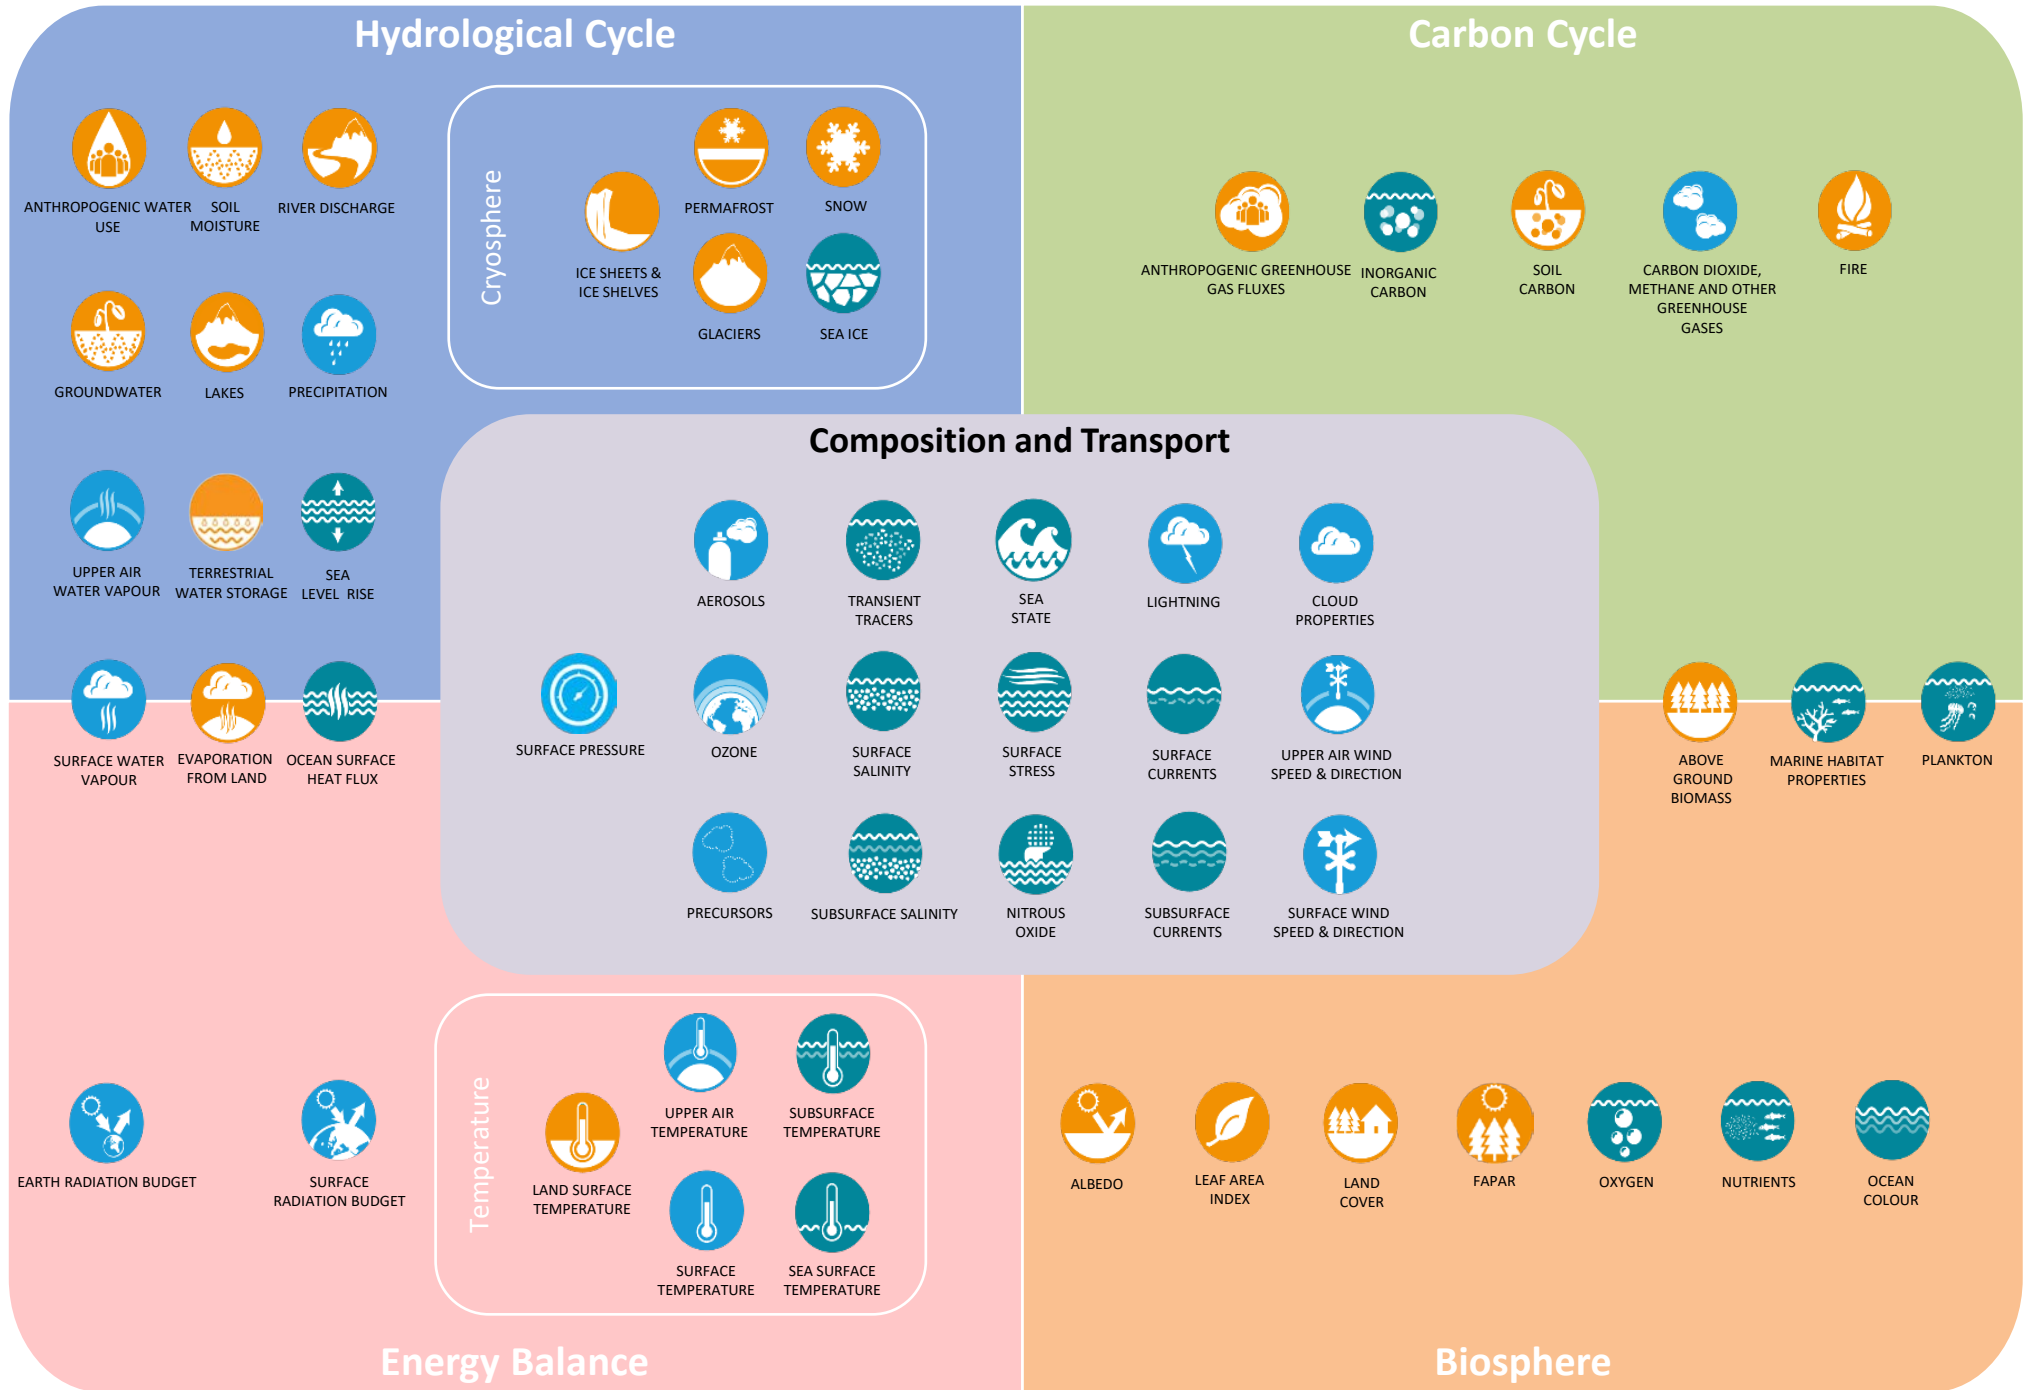 Hydrological Cycle
Carbon Cycle
ANTHROPOGENIC WATER
USE
SOIL
MOISTURE
RIVER DISCHARGE
Cryosphere
ICE SHEETS &
ICE SHELVES
PERMAFROST
SNOW
GLACIERS
SEA ICE
ANTHROPOGENIC GREENHOUSE
GAS FLUXES
INORGANIC
CARBON
SOIL
CARBON
CARBON DIOXIDE,
METHANE AND OTHER
GREENHOUSE
GASES
FIRE
GROUNDWATER
LAKES
PRECIPITATION
UPPER AIR
WATER VAPOUR
TERRESTRIAL
WATER STORAGE
SEA
LEVEL RISE
SURFACE WATER
VAPOUR
EVAPORATION
FROM LAND
OCEAN SURFACE
HEAT FLUX
Composition and Transport
AEROSOLS
TRANSIENT
TRACERS
SEA
STATE
LIGHTNING
CLOUD
PROPERTIES
SURFACE PRESSURE
OZONE
SURFACE
SALINITY
SURFACE
STRESS
SURFACE
CURRENTS
UPPER AIR WIND
SPEED & DIRECTION
PRECURSORS
SUBSURFACE SALINITY
NITROUS
OXIDE
SUBSURFACE
CURRENTS
SURFACE WIND
SPEED & DIRECTION
ABOVE
GROUND
BIOMASS
MARINE HABITAT
PROPERTIES
PLANKTON
EARTH RADIATION BUDGET
SURFACE
RADIATION BUDGET
Temperature
LAND SURFACE
TEMPERATURE
UPPER AIR
TEMPERATURE
SUBSURFACE
TEMPERATURE
SURFACE
TEMPERATURE
SEA SURFACE
TEMPERATURE
ALBEDO
LEAF AREA
INDEX
LAND
COVER
FAPAR
OXYGEN
NUTRIENTS
OCEAN
COLOUR
Energy Balance
Biosphere